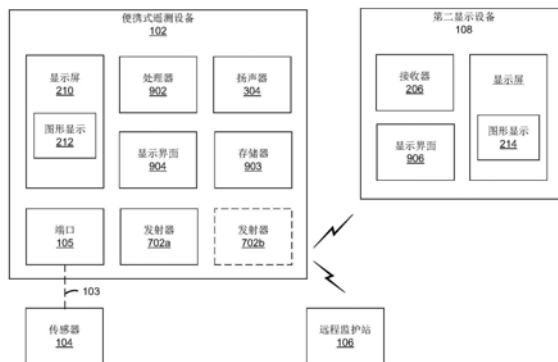 便携式遥测设备
102
显示屏
210
图形显示
212
处理器
902
扬声器
304
显示界面
904
存储器
903
端口
105
发射器
702a
发射器
702b
103
传感器
104
第二显示设备
108
接收器
206
显示屏
显示界面
906
图形显示
214
远程监护站
106